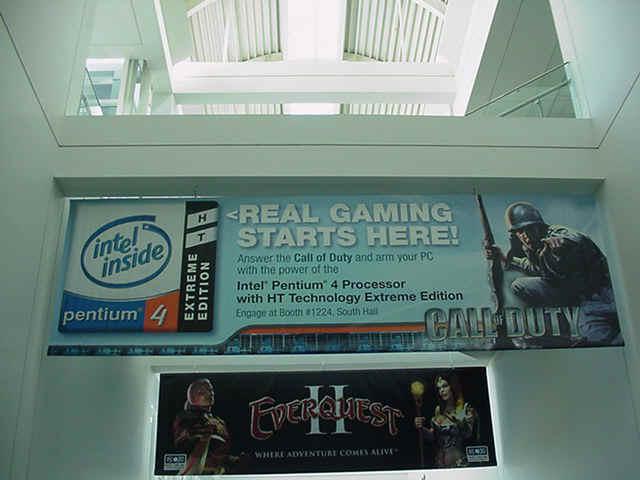 intel inside
pentium® 4
HT
EXTREME EDITION
<REAL GAMING
STARTS HERE!
Answer the Call of Duty and arm your PC
with the power of the
Intel® Pentium® 4 Processor
with HT Technology Extreme Edition
Engage at Booth #1224, South Hall
CALL OF DUTY
EVERQUEST II
WHERE ADVENTURE COMES ALIVE™